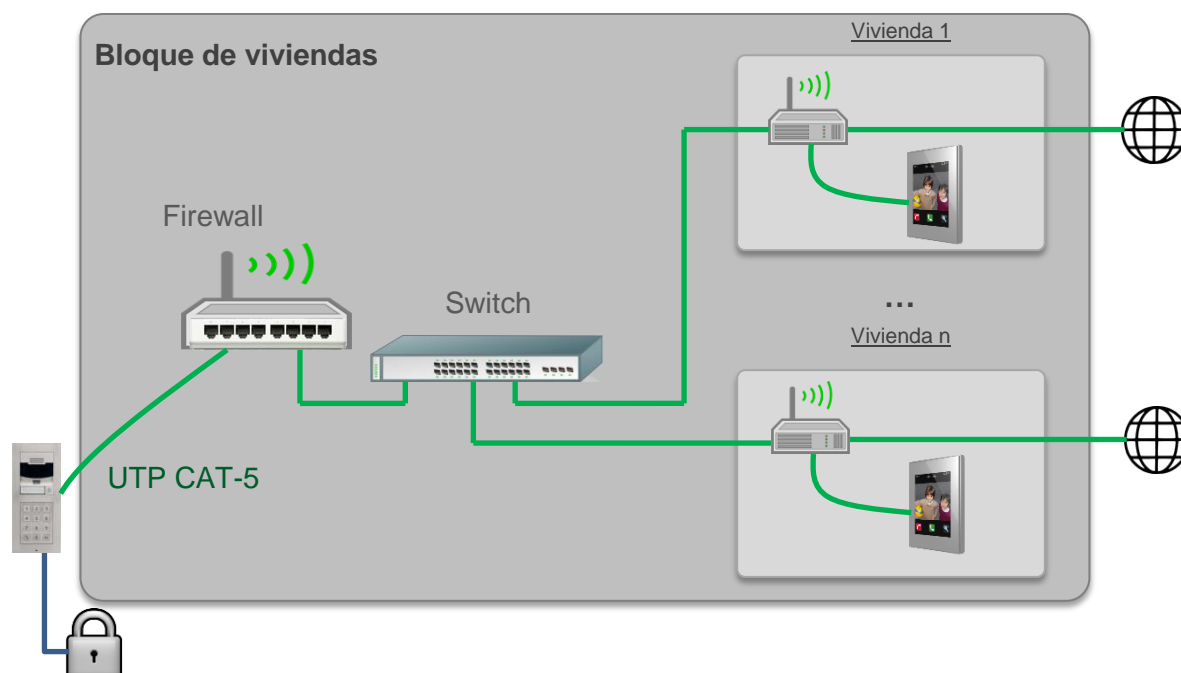 Bloque de viviendas
Vivienda 1
Firewall
Switch
...
Vivienda n
UTP CAT-5